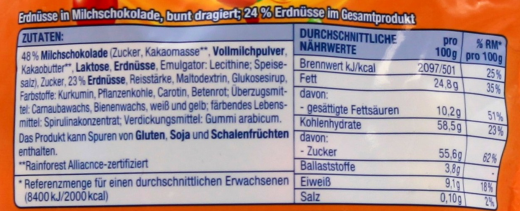 Erdnüsse in Milchschokolade, bunt dragiert; 24 % Erdnüsse im Gesamtprodukt
ZUTATEN:
48 % Milchschokolade (Zucker, Kakaomasse**, Vollmilchpulver,
Kakaobutter**, Laktose, Erdnüsse, Emulgator: Lecithine; Speise-
salz), Zucker, 23 % Erdnüsse, Reisstärke, Maltodextrin, Glukosesirup,
Farbstoffe: Kurkumin, Pflanzenkohle, Carotin, Betenrot; Überzugsmit-
tel: Carnaubawachs, Bienenwachs, weiß und gelb; färbendes Lebens-
mittel: Spirulinakonzentrat; Verdickungsmittel: Gummi arabicum.
Das Produkt kann Spuren von Gluten, Soja und Schalenfrüchten
enthalten.
**Rainforest Alliacnce-zertifiziert
* Referenzmenge für einen durchschnittlichen Erwachsenen
(8400 kJ/2000 kcal)
DURCHSCHNITTLICHE NÄHRWERTE pro 100g % RM* pro 100g
Brennwert kJ/kcal 2097/501 25%
Fett 24,8g 35%
davon:
- gesättigte Fettsäuren 10,2g 51%
Kohlenhydrate 58,5g 23%
davon:
- Zucker 55,6g 62%
Ballaststoffe 3,8g -
Eiweiß 9,1g 18%
Salz 0,10g 2%